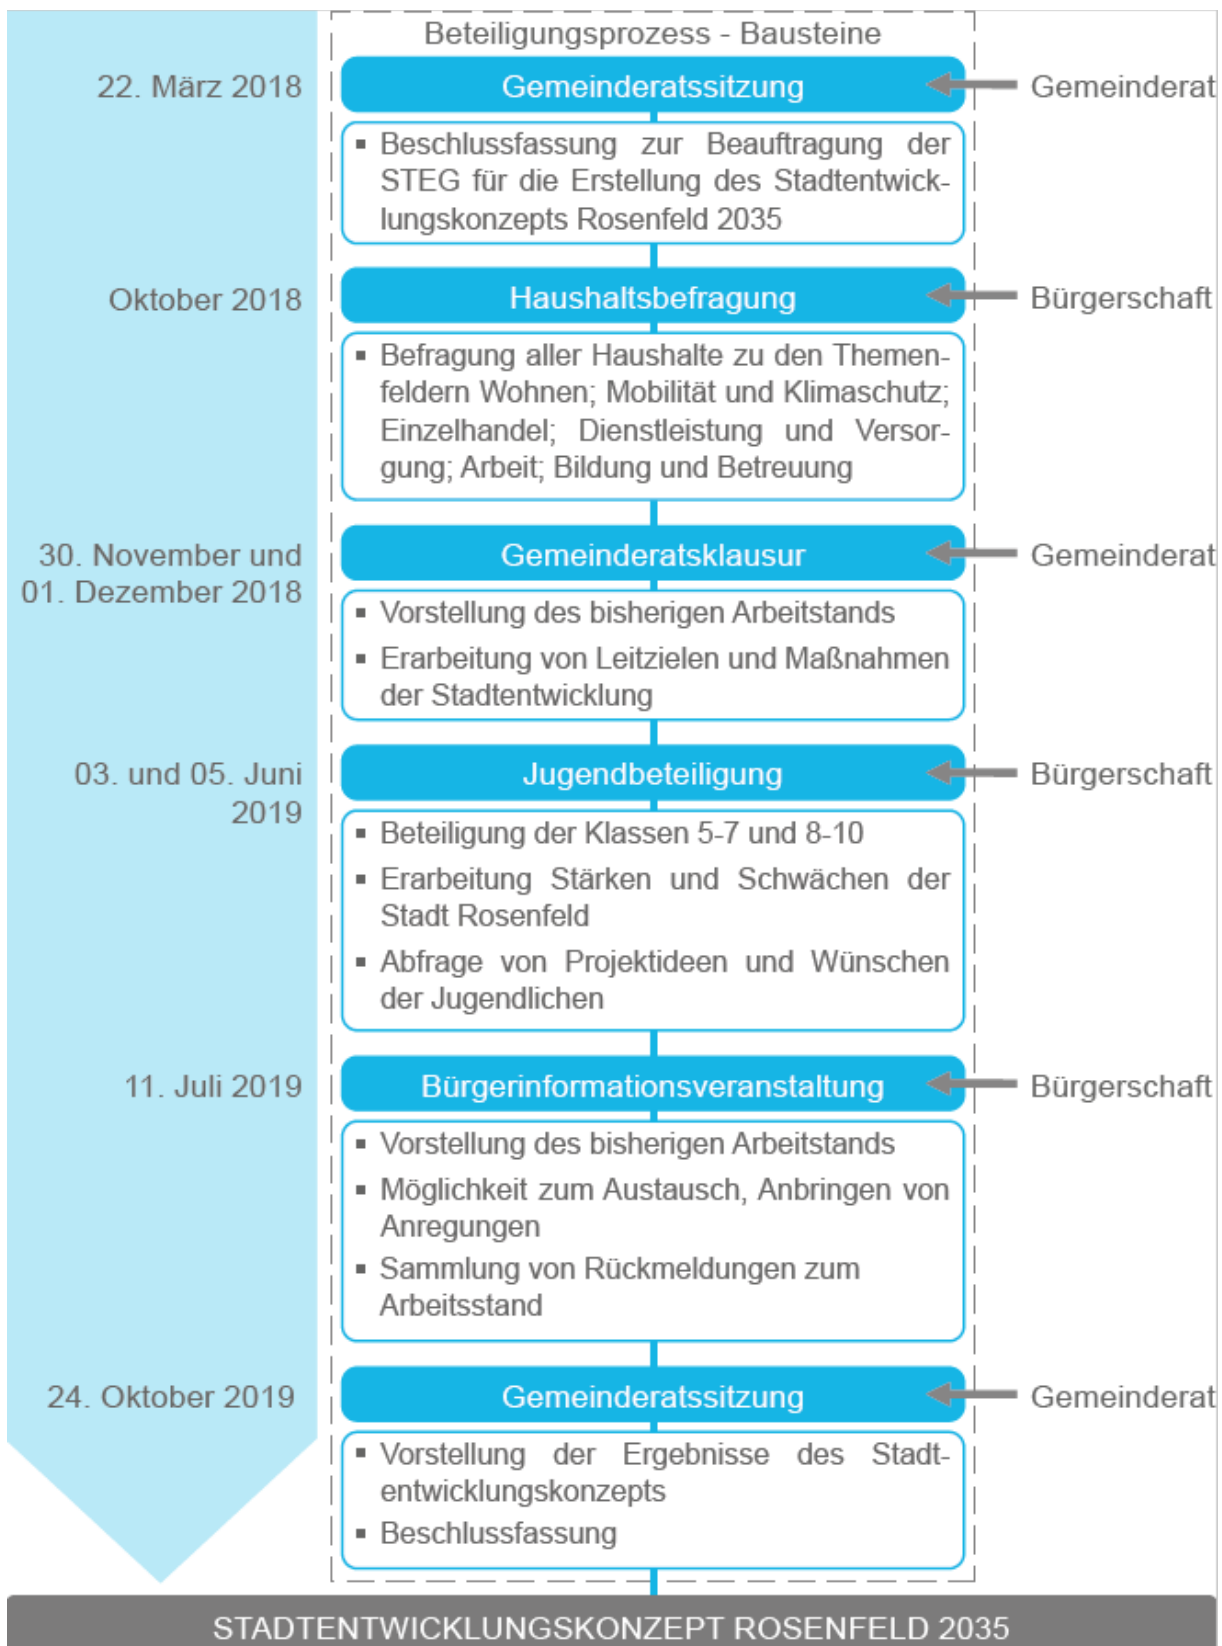 Beteiligungsprozess - Bausteine
22. März 2018
Gemeinderatssitzung
Gemeinderat
▪ Beschlussfassung zur Beauftragung der
STEG für die Erstellung des Stadtentwick-
lungskonzepts Rosenfeld 2035
Oktober 2018
Haushaltsbefragung
Bürgerschaft
▪ Befragung aller Haushalte zu den Themen-
feldern Wohnen; Mobilität und Klimaschutz;
Einzelhandel; Dienstleistung und Versor-
gung; Arbeit; Bildung und Betreuung
30. November und
01. Dezember 2018
Gemeinderatsklausur
Gemeinderat
▪ Vorstellung des bisherigen Arbeitstands
▪ Erarbeitung von Leitzielen und Maßnahmen
der Stadtentwicklung
03. und 05. Juni
2019
Jugendbeteiligung
Bürgerschaft
▪ Beteiligung der Klassen 5-7 und 8-10
▪ Erarbeitung Stärken und Schwächen der
Stadt Rosenfeld
▪ Abfrage von Projektideen und Wünschen
der Jugendlichen
11. Juli 2019
Bürgerinformationsveranstaltung
Bürgerschaft
▪ Vorstellung des bisherigen Arbeitstands
▪ Möglichkeit zum Austausch, Anbringen von
Anregungen
▪ Sammlung von Rückmeldungen zum
Arbeitsstand
24. Oktober 2019
Gemeinderatssitzung
Gemeinderat
▪ Vorstellung der Ergebnisse des Stadt-
entwicklungskonzepts
▪ Beschlussfassung
STADTENTWICKLUNGSKONZEPT ROSENFELD 2035